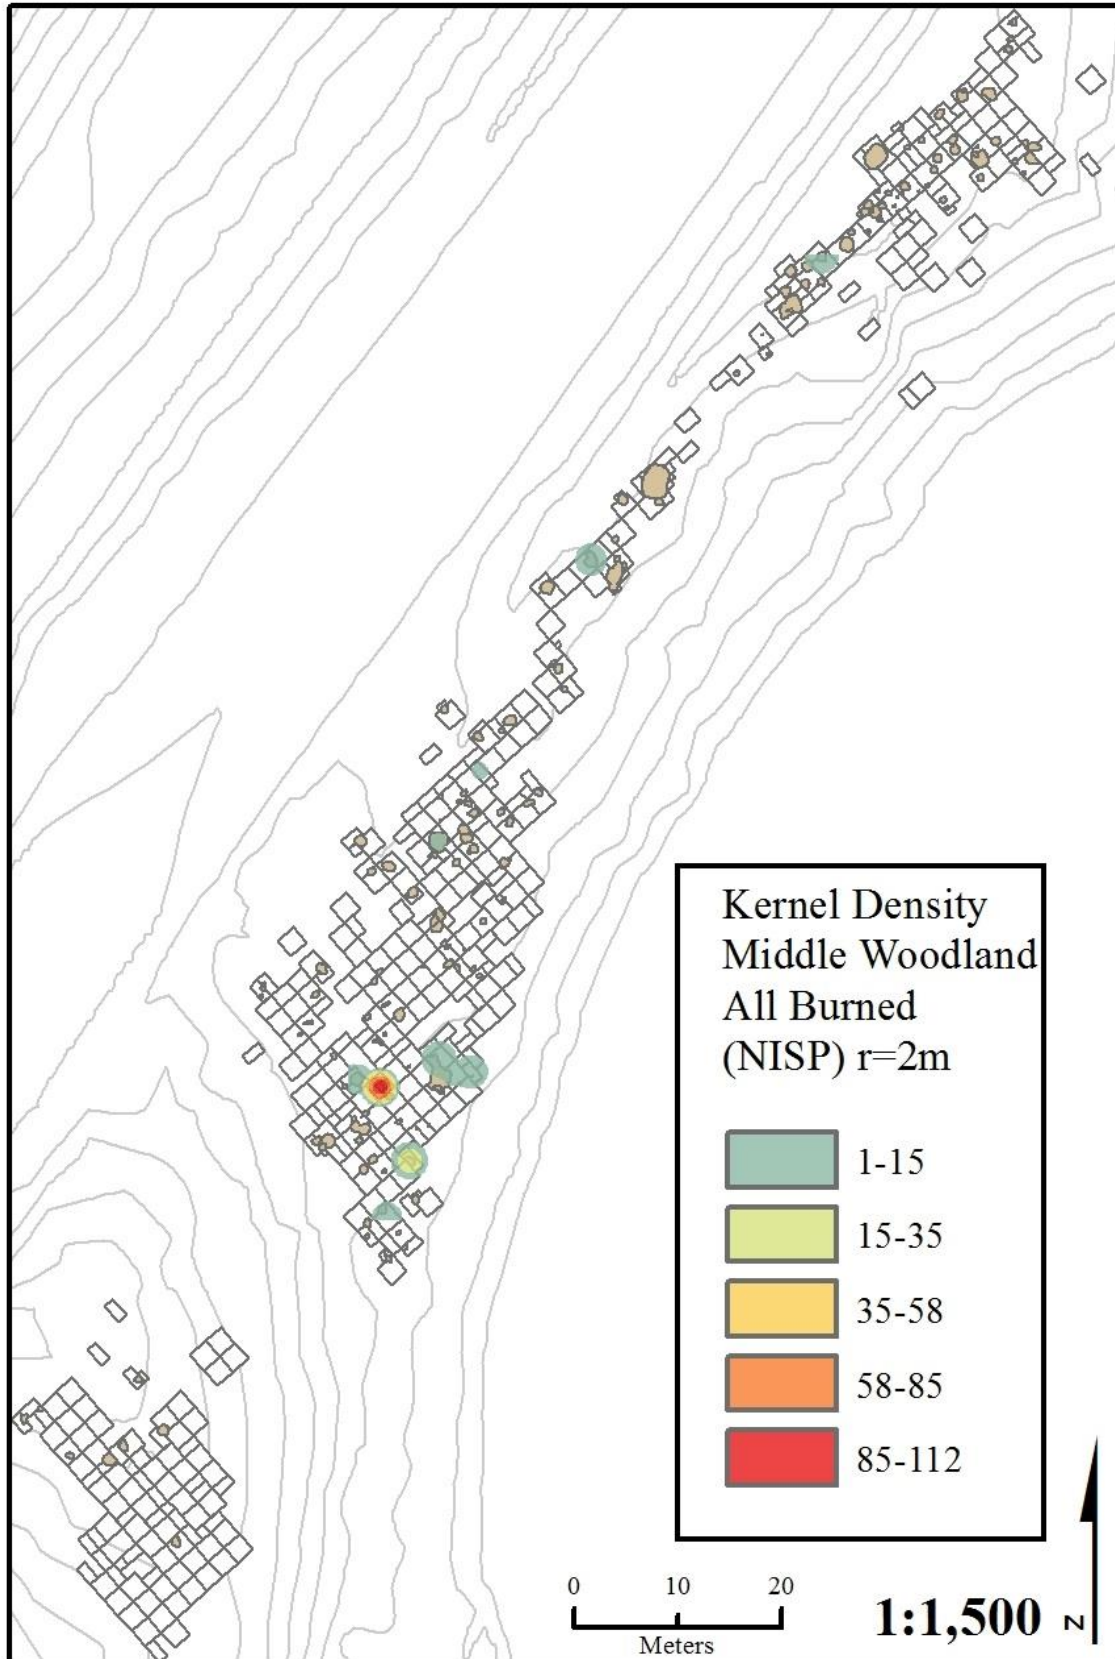 Kernel Density
Middle Woodland
All Burned
(NISP) r=2m
1-15
15-35
35-58
58-85
85-112
0 10 20
Meters
1:1,500
N